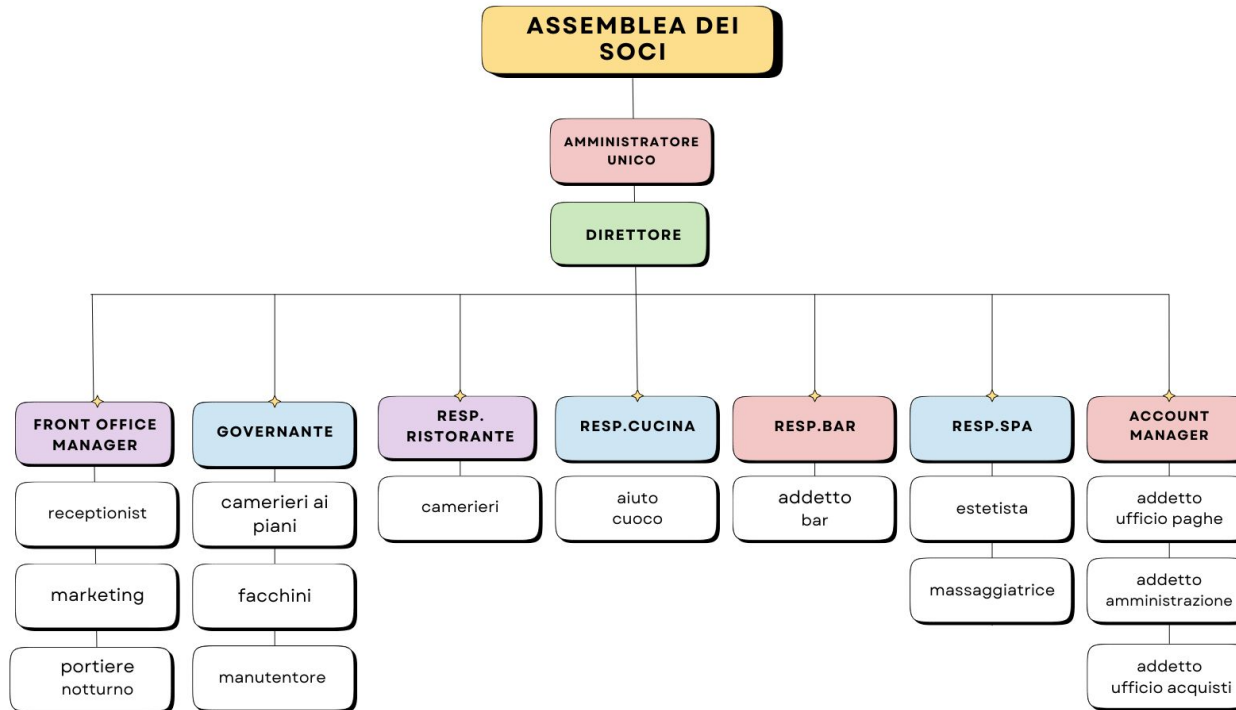 ASSEMBLEA DEI
SOCI
AMMINISTRATORE
UNICO
DIRETTORE
FRONT OFFICE
MANAGER
GOVERNANTE
RESP.
RISTORANTE
RESP.CUCINA
RESP.BAR
RESP.SPA
ACCOUNT
MANAGER
receptionist
camerieri ai
piani
camerieri
aiuto
cuoco
addetto
bar
estetista
addetto
ufficio paghe
marketing
facchini
massaggiatrice
addetto
amministrazione
portiere
notturno
manutentore
addetto
ufficio acquisti